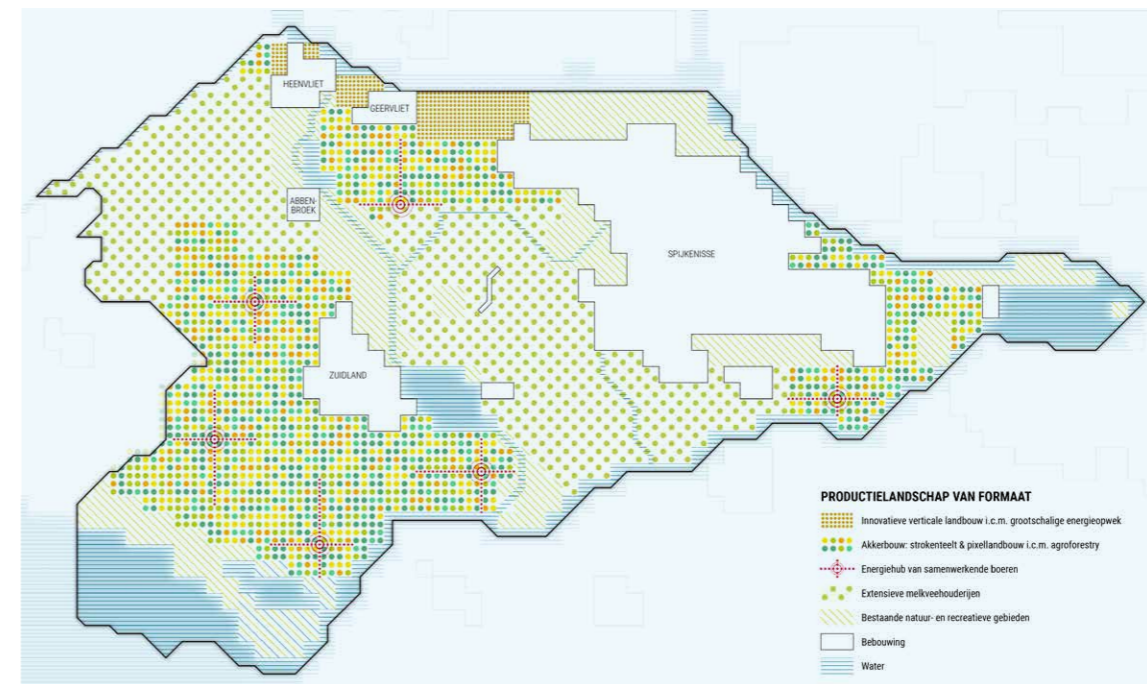 HEENVLIET
GEERVLIET
ABBEN-
BROEK
SPIJKENISSE
ZUIDLAND
PRODUCTIELANDSCHAP VAN FORMAAT
Innovatieve verticale landbouw i.c.m. grootschalige energieopwek
Akkerbouw: strokenteelt & pixellandbouw i.c.m. agroforestry
Energiehub van samenwerkende boeren
Extensieve melkveehouderijen
Bestaande natuur- en recreatieve gebieden
Bebouwing
Water